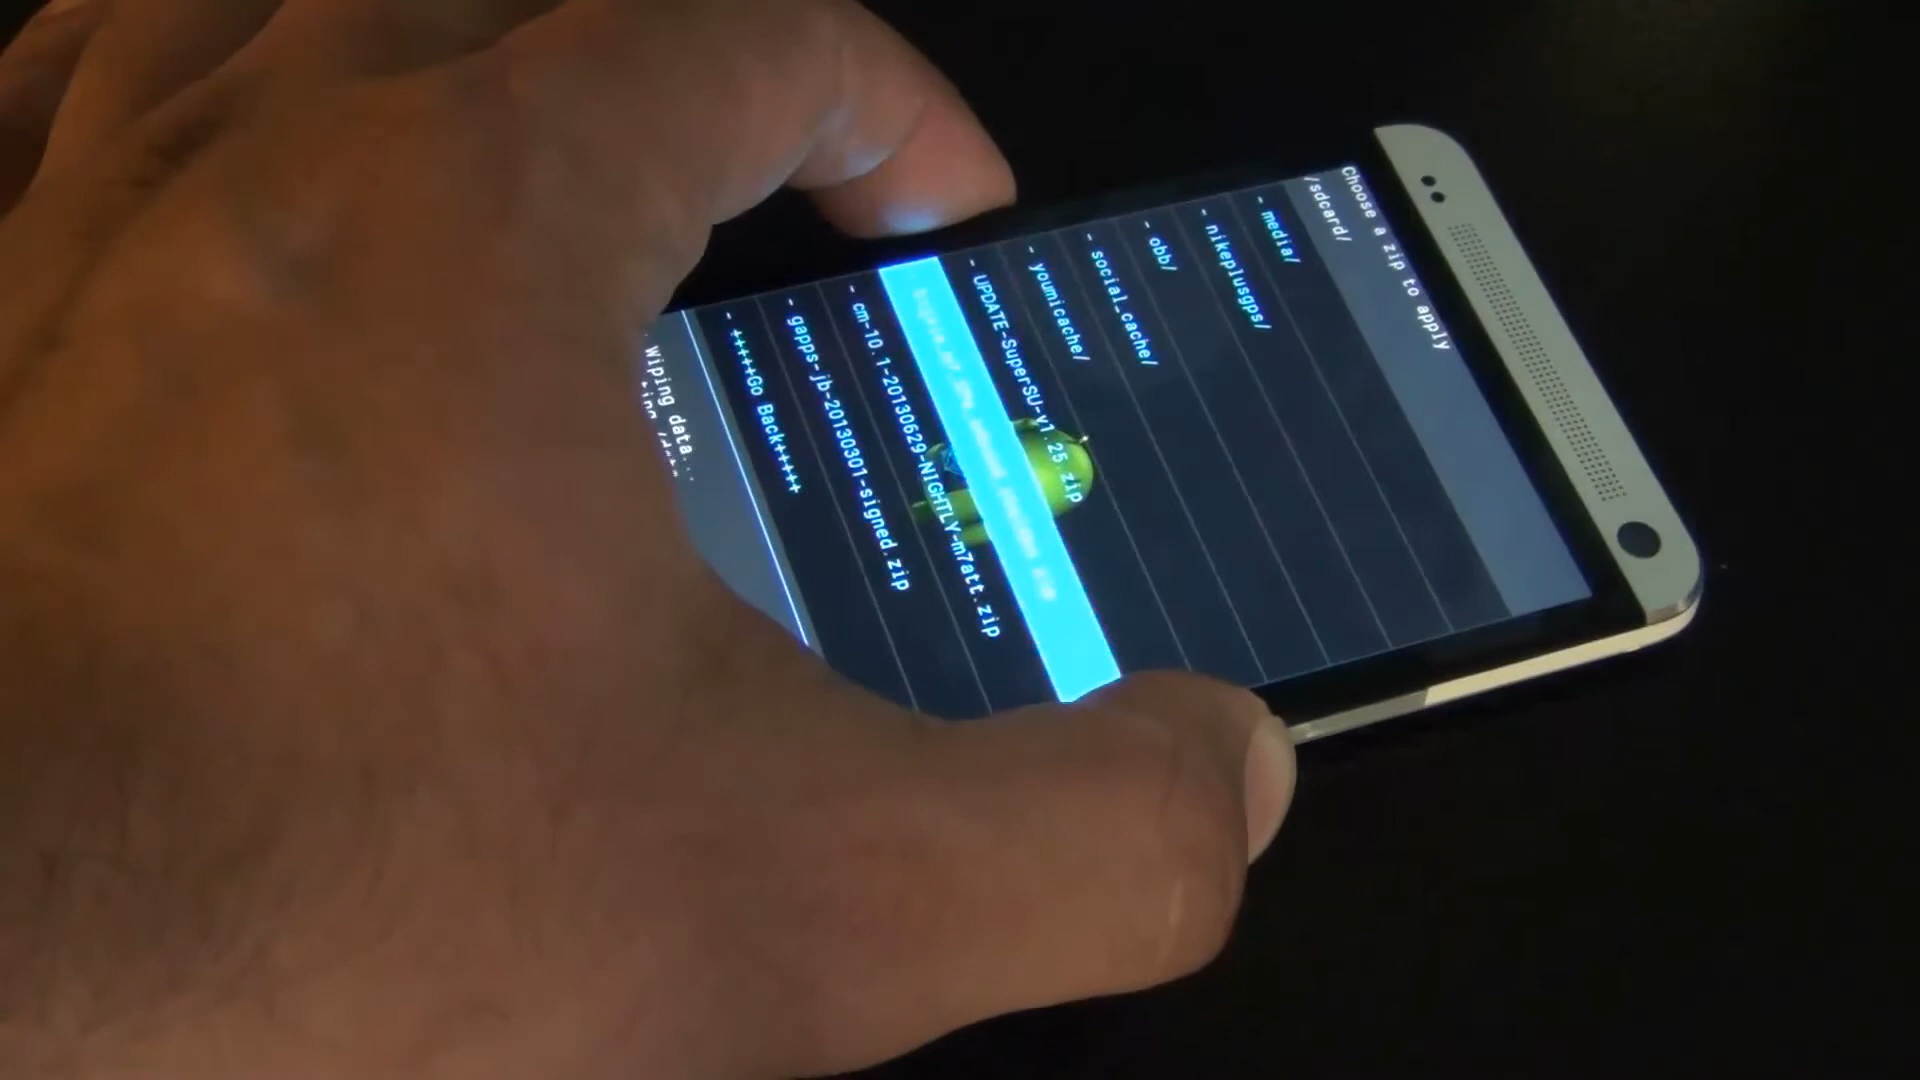 Choose a zip to apply
/sdcard/
- media/
- nikeplusgps/
- obb/
- social_cache/
- youmicache/
- UPDATE-SuperSU-v1.25.zip
- cm-10.1-20130629-NIGHTLY-m7att.zip
- gapps-jb-20130301-signed.zip
- +++++Go Back+++++
Wiping data...